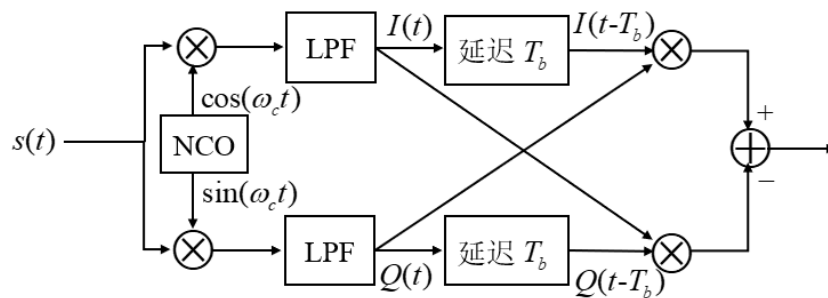 LPF
I(t)
延迟 T_b
I(t-T_b)
cos(ω_c t)
s(t)
NCO
+
−
sin(ω_c t)
LPF
Q(t)
延迟 T_b
Q(t-T_b)